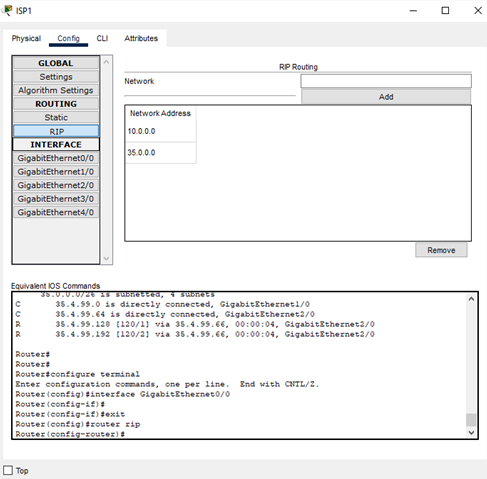 ISP1
Physical Config CLI Attributes
GLOBAL
Settings
Algorithm Settings
ROUTING
Static
RIP
INTERFACE
GigabitEthernet0/0
GigabitEthernet1/0
GigabitEthernet2/0
GigabitEthernet3/0
GigabitEthernet4/0
RIP Routing
Network
Add
Network Address
10.0.0.0
35.0.0.0
Remove
Equivalent IOS Commands
35.0.0.0/26 is subnetted, 4 subnets
C 35.4.99.0 is directly connected, GigabitEthernet1/0
C 35.4.99.64 is directly connected, GigabitEthernet2/0
R 35.4.99.128 [120/1] via 35.4.99.66, 00:00:04, GigabitEthernet2/0
R 35.4.99.192 [120/2] via 35.4.99.66, 00:00:04, GigabitEthernet2/0
Router#
Router#
Router#configure terminal
Enter configuration commands, one per line. End with CNTL/Z.
Router(config)#interface GigabitEthernet0/0
Router(config-if)#
Router(config-if)#exit
Router(config)#router rip
Router(config-router)#
Top